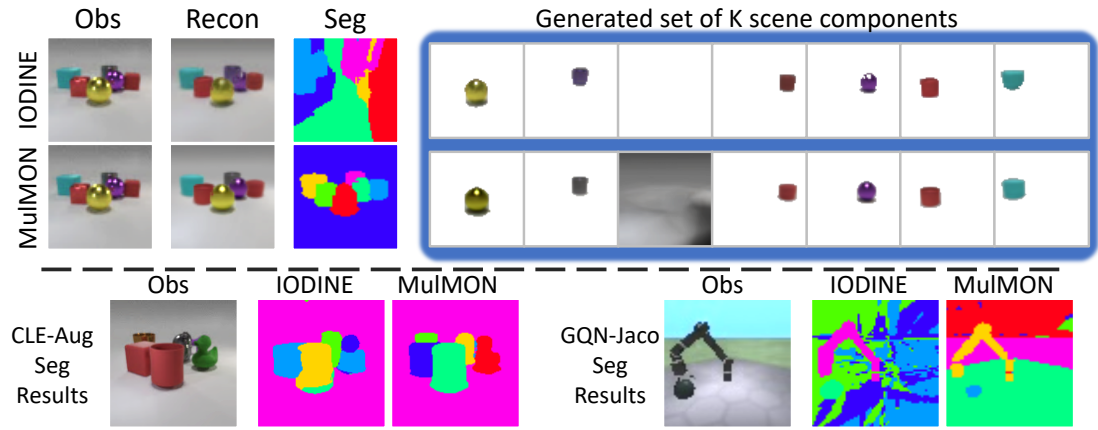 Obs Recon Seg Generated set of K scene components
IODINE
MulMON
Obs IODINE MulMON Obs IODINE MulMON
CLE-Aug
Seg
Results
GQN-Jaco
Seg
Results